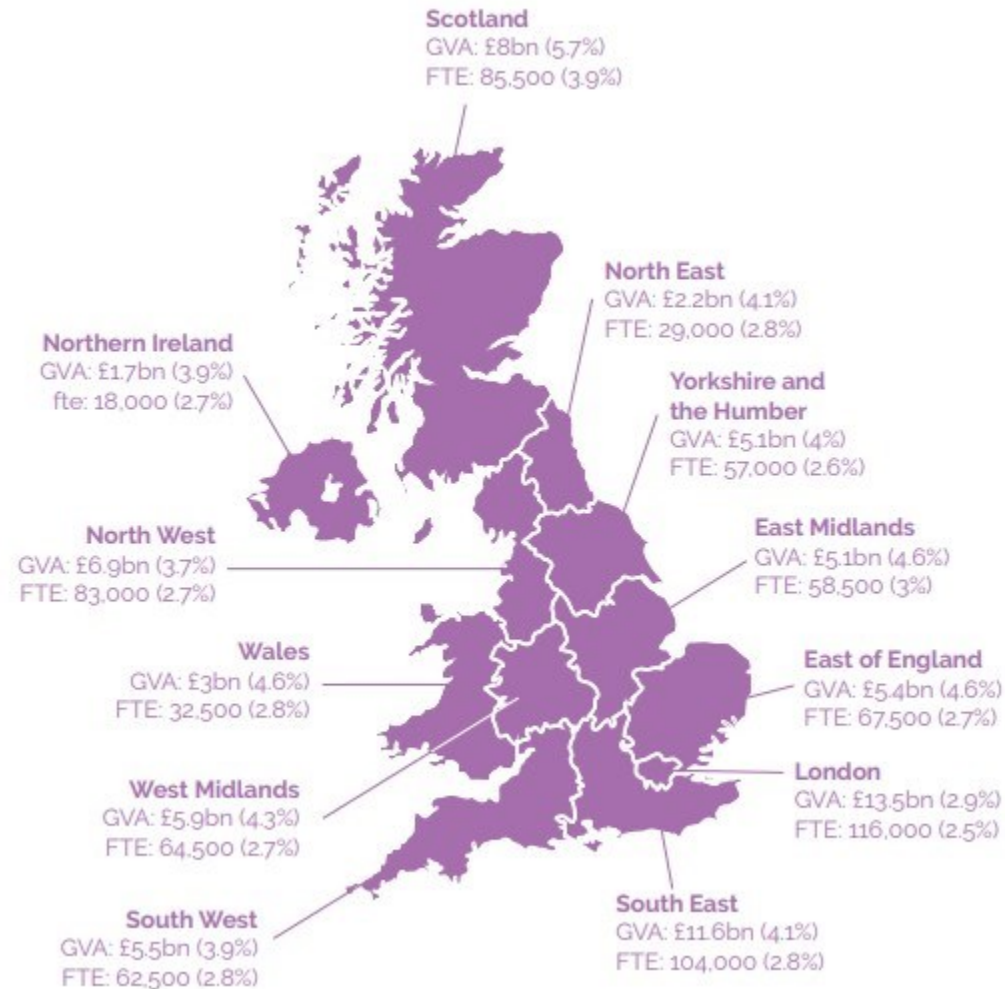 Scotland
GVA: £8bn (5.7%)
FTE: 85,500 (3.9%)
North East
GVA: £2.2bn (4.1%)
FTE: 29,000 (2.8%)
Northern Ireland
GVA: £1.7bn (3.9%)
fte: 18,000 (2.7%)
Yorkshire and
the Humber
GVA: £5.1bn (4%)
FTE: 57,000 (2.6%)
North West
GVA: £6.9bn (3.7%)
FTE: 83,000 (2.7%)
East Midlands
GVA: £5.1bn (4.6%)
FTE: 58,500 (3%)
Wales
GVA: £3bn (4.6%)
FTE: 32,500 (2.8%)
East of England
GVA: £5.4bn (4.6%)
FTE: 67,500 (2.7%)
West Midlands
GVA: £5.9bn (4.3%)
FTE: 64,500 (2.7%)
London
GVA: £13.5bn (2.9%)
FTE: 116,000 (2.5%)
South West
GVA: £5.5bn (3.9%)
FTE: 62,500 (2.8%)
South East
GVA: £11.6bn (4.1%)
FTE: 104,000 (2.8%)